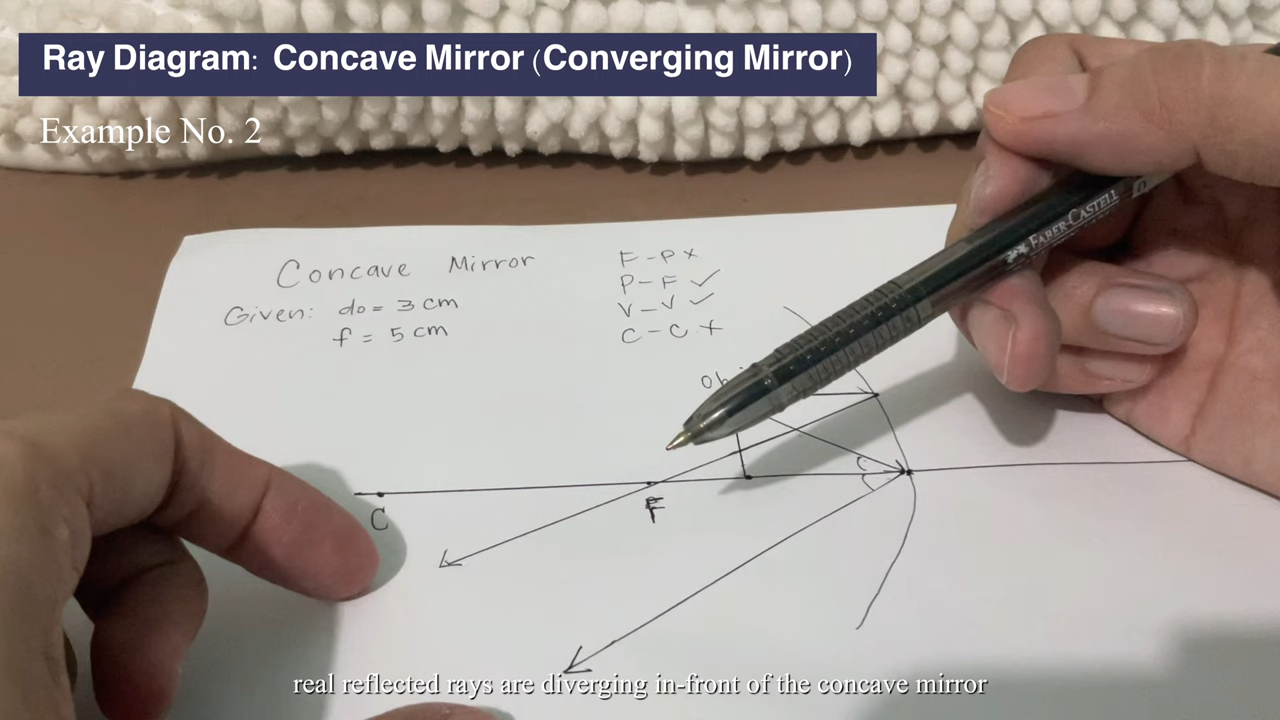 Ray Diagram: Concave Mirror (Converging Mirror)
Example No. 2
Concave Mirror
Given: do = 3 cm
f = 5 cm
F - P x
P - F ✓
V - V ✓
C - C x
FABER-CASTELL
C
F
real reflected rays are diverging in-front of the concave mirror